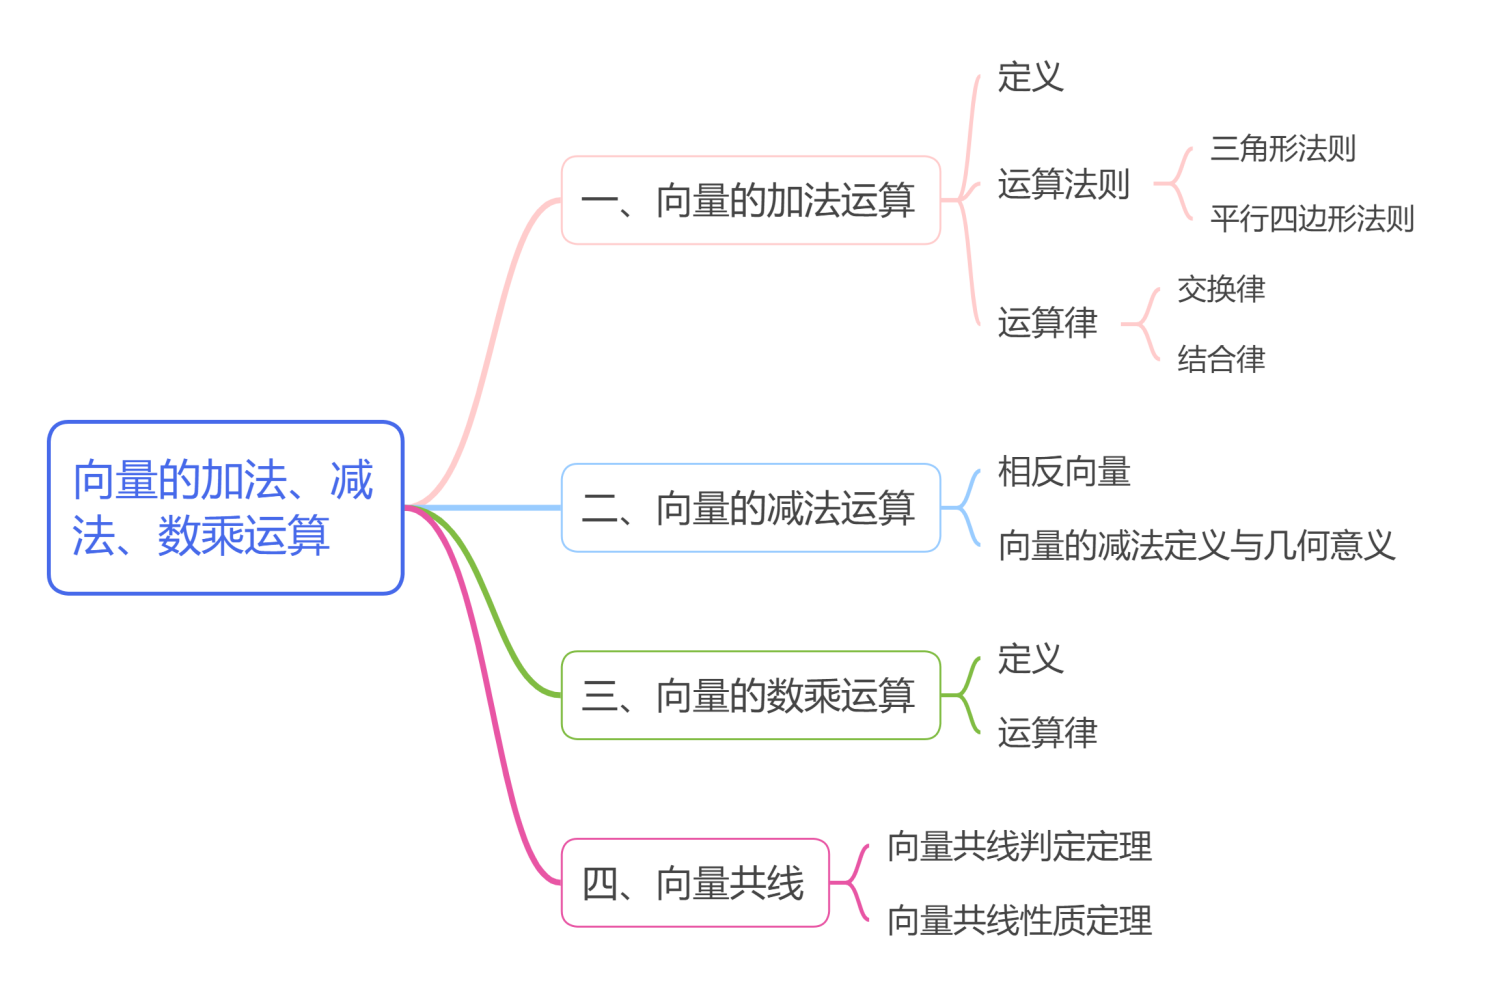 向量的加法、减
法、数乘运算
一、向量的加法运算
定义
运算法则
三角形法则
平行四边形法则
运算律
交换律
结合律
二、向量的减法运算
相反向量
向量的减法定义与几何意义
三、向量的数乘运算
定义
运算律
四、向量共线
向量共线判定定理
向量共线性质定理